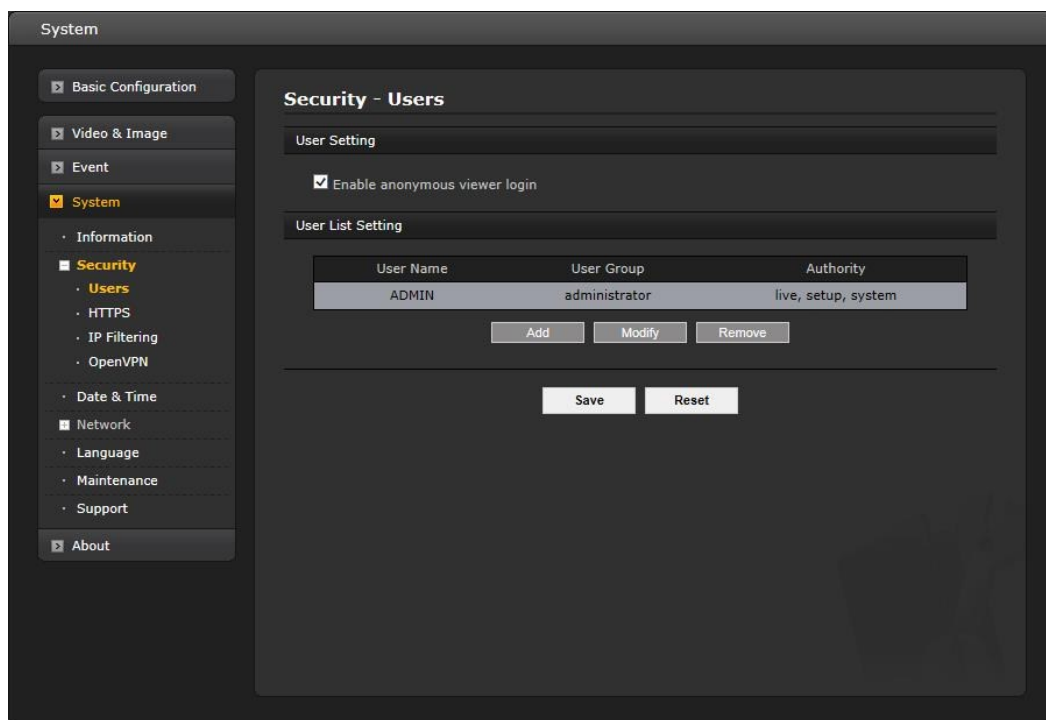 System
Basic Configuration
Video & Image
Event
System
· Information
Security
· Users
· HTTPS
· IP Filtering
· OpenVPN
· Date & Time
Network
· Language
· Maintenance
· Support
About
Security - Users
User Setting
Enable anonymous viewer login
User List Setting
User Name User Group Authority
ADMIN administrator live, setup, system
Add Modify Remove
Save Reset